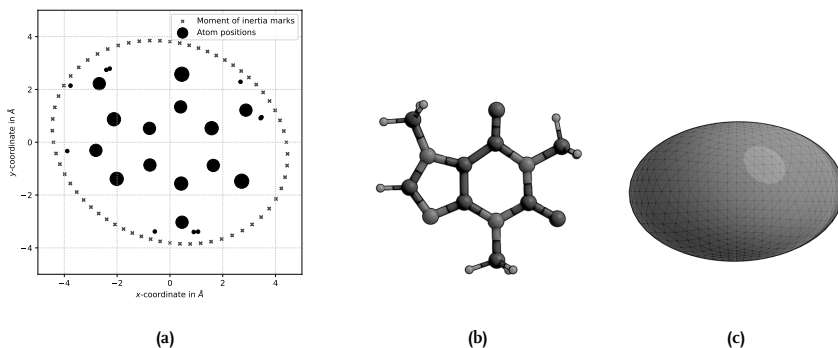 Moment of inertia marks
Atom positions
4
2
0
−2
−4
y-coordinate in Å
−4
−2
0
2
4
x-coordinate in Å
(a)
(b)
(c)